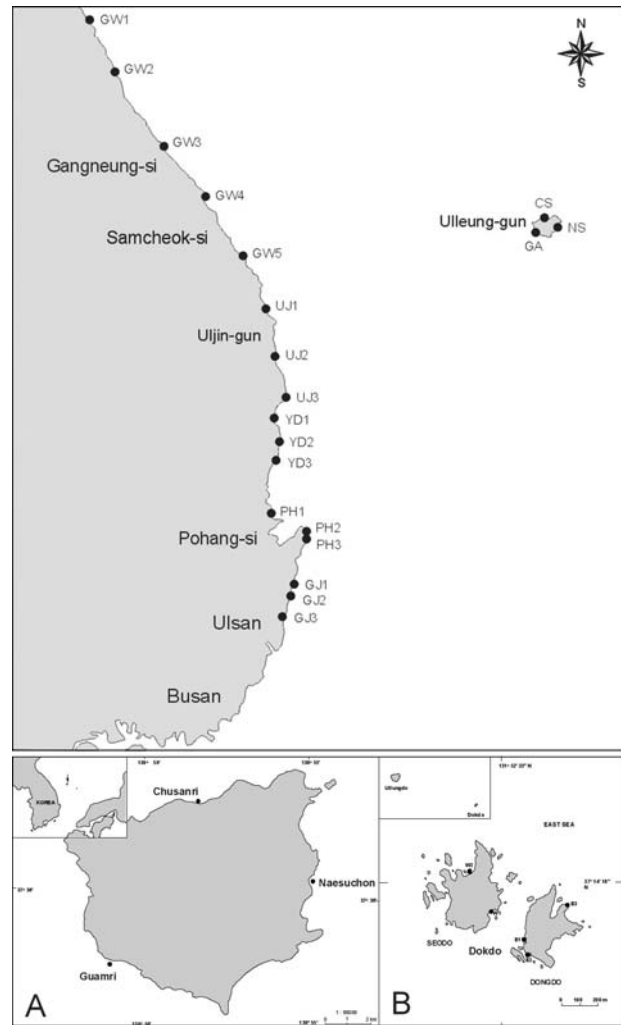 GW1
N
S
GW2
GW3
Gangneung-si
GW4
CS
Ulleung-gun
NS
GA
Samcheok-si
GW5
UJ1
Uljin-gun
UJ2
UJ3
YD1
YD2
YD3
PH1
Pohang-si
PH2
PH3
GJ1
GJ2
Ulsan
GJ3
Busan
KOREA
Chusanri
Naesuchon
Guamri
A
Ullungdo
Dokdo
EAST SEA
SEODO
Dokdo
DONGDO
B